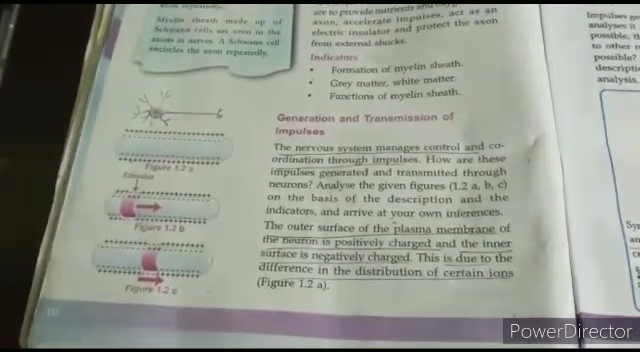 Myelin sheath made up of
Schwann cells are seen in the
axons in nerves. A Schwann cell
encircles the axon repeatedly.
Figure 1.2 a
Stimulus
Figure 1.2 b
Figure 1.2 c
are to provide nutrients and
axon, accelerate impulses, act as an
electric insulator and protect the axon
from external shocks.
Indicators
• Formation of myelin sheath.
• Grey matter, white matter.
• Functions of myelin sheath.
Generation and Transmission of
Impulses
The nervous system manages control and co-
ordination through impulses. How are these
impulses generated and transmitted through
neurons? Analyse the given figures (1.2 a, b, c)
on the basis of the description and the
indicators, and arrive at your own inferences.
The outer surface of the plasma membrane of
the neuron is positively charged and the inner
surface is negatively charged. This is due to the
difference in the distribution of certain ions
(Figure 1.2 a).
10
Impulses
analyses it
possible,
to other
possible?
analysis.
PowerDirector